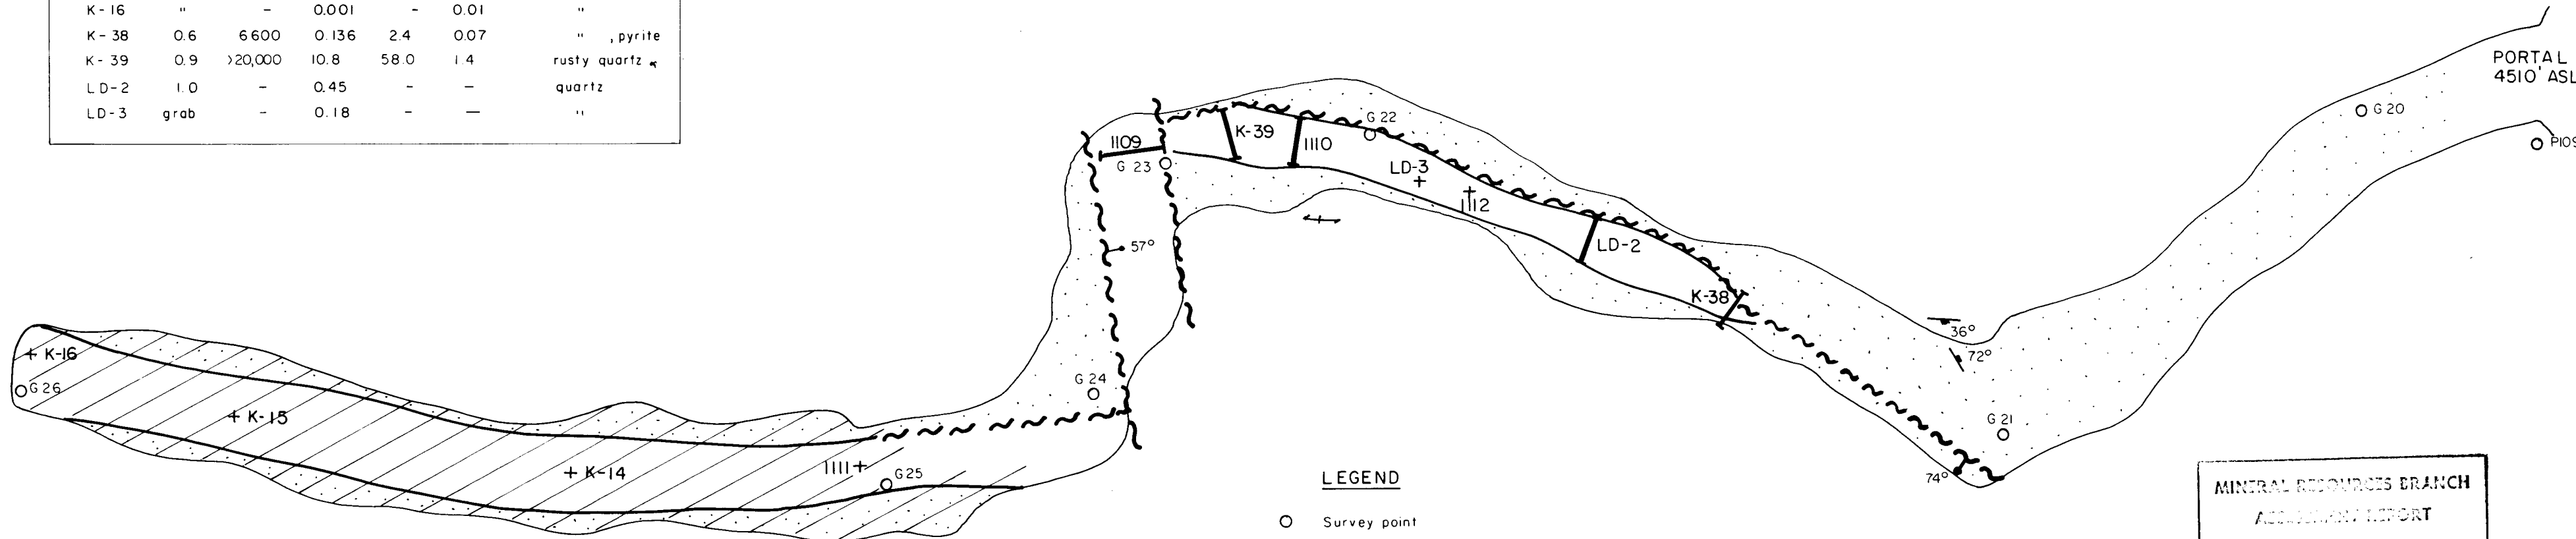 K-16 " - 0.001 - 0.01 "
K-38 0.6 6600 0.136 2.4 0.07 " , pyrite
K-39 0.9 >20,000 10.8 58.0 1.4 rusty quartz
LD-2 1.0 - 0.45 - — quartz
LD-3 grab - 0.18 - — "
PORTAL
4510' ASL
G 20
P109
1109
G 23
K-39
1110
G 22
LD-3
1112
57°
LD-2
K-38
36°
72°
G 21
74°
G 24
K-16
G 26
K-15
K-14
1111
G 25
LEGEND
Survey point
MINERAL RESOURCES BRANCH
ASSESSMENT REPORT